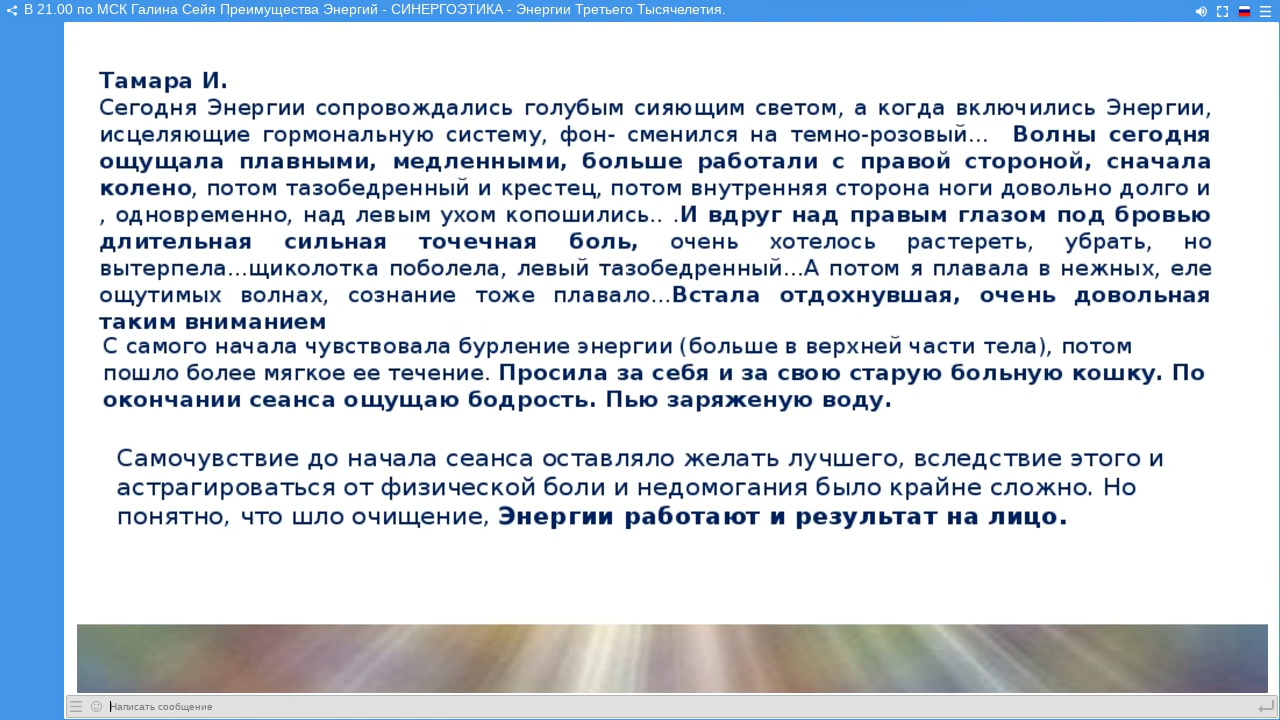 В 21.00 по МСК Галина Сейя Преимущества Энергий - СИНЕРГОЭТИКА - Энергии Третьего Тысячелетия.
Тамара И.
Сегодня Энергии сопровождались голубым сияющим светом, а когда включились Энергии,
исцеляющие гормональную систему, фон- сменился на темно-розовый... Волны сегодня
ощущала плавными, медленными, больше работали с правой стороной, сначала
колено, потом тазобедренный и крестец, потом внутренняя сторона ноги довольно долго и
, одновременно, над левым ухом копошились.. .И вдруг над правым глазом под бровью
длительная сильная точечная боль, очень хотелось растереть, убрать, но
вытерпела...щиколотка поболела, левый тазобедренный...А потом я плавала в нежных, еле
ощутимых волнах, сознание тоже плавало...Встала отдохнувшая, очень довольная
таким вниманием
С самого начала чувствовала бурление энергии (больше в верхней части тела), потом
пошло более мягкое ее течение. Просила за себя и за свою старую больную кошку. По
окончании сеанса ощущаю бодрость. Пью заряженую воду.
Самочувствие до начала сеанса оставляло желать лучшего, вследствие этого и
астрагироваться от физической боли и недомогания было крайне сложно. Но
понятно, что шло очищение, Энергии работают и результат на лицо.
Написать сообщение